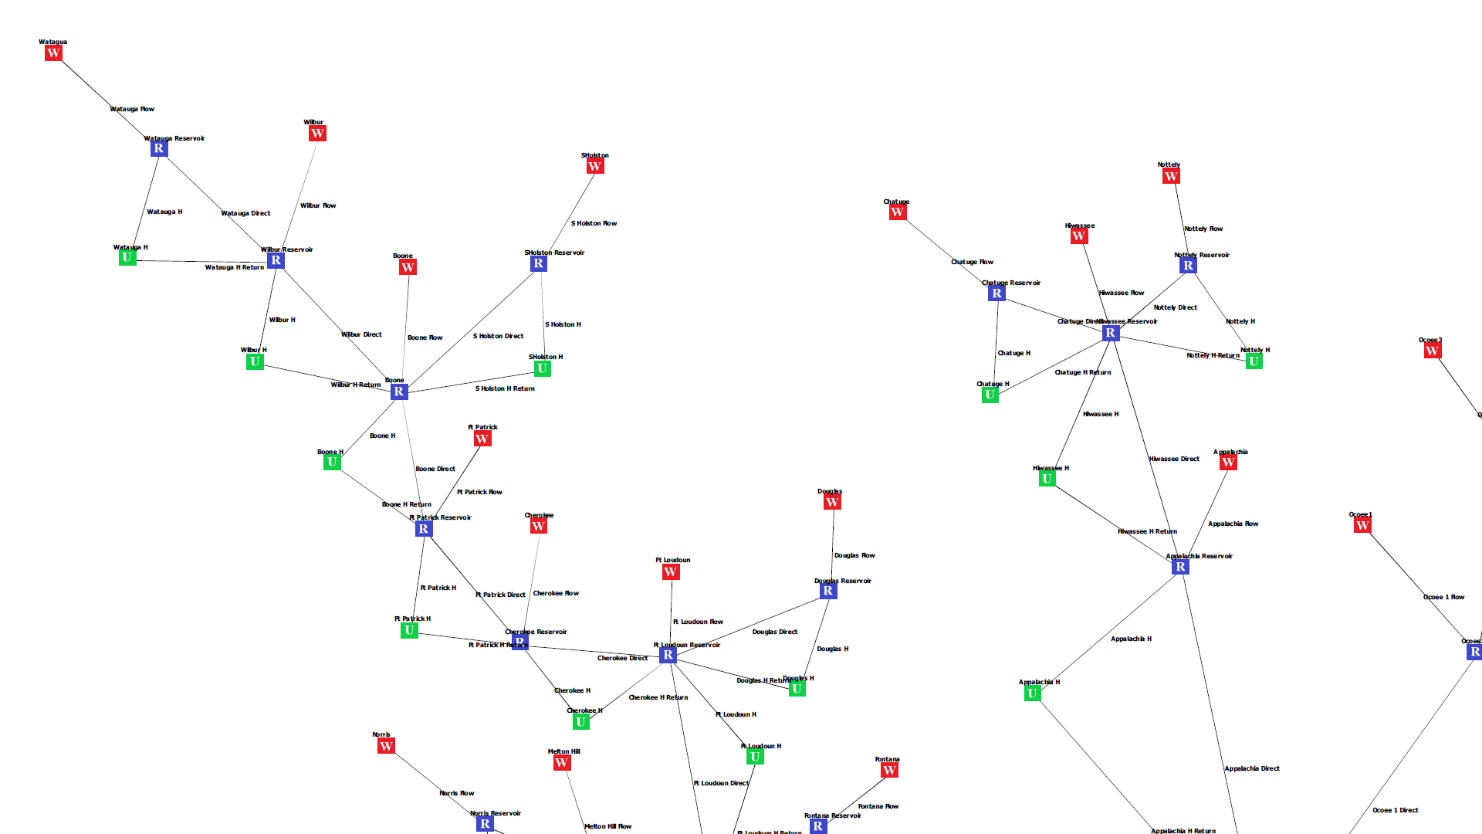 Watagua
W
Watauga Flow
Wilbur
W
Watauga Reservoir
R
SHolston
W
Nottely
W
Wilbur Flow
Watauga H
Watauga Direct
S Holston Flow
Chatuge
W
Hiwassee
W
Nottely Flow
Watauga H
U
Wilbur Reservoir
R
Watauga H Return
Boone
W
SHolston Reservoir
R
Chatuge Flow
Nottely Reservoir
R
Chatuge Reservoir
R
Hiwassee Flow
Nottely Direct
Wilbur H
Wilbur Direct
Boone Flow
S Holston Direct
S Holston H
Chatuge Direct
Hiwassee Reservoir
R
Nottely H
Ocoee3
W
Wilbur H
U
SHolston H
U
Chatuge H
Nottely H Return
Nottely H
U
Wilbur H Return
Boone
R
S Holston H Return
Chatuge H Return
Chatuge H
U
Hiwassee H
Boone H
Ft Patrick
W
Boone H
U
Boone Direct
Hiwassee Direct
Appalachia
W
Hiwassee H
U
Ft Patrick Flow
Boone H Return
Douglas
W
Ft Patrick Reservoir
R
Cherokee
W
Ocoee1
W
Appalachia Flow
Hiwassee H Return
Douglas Flow
Appalachia Reservoir
R
Ft Loudoun
W
Ft Patrick H
Ft Patrick Direct
Cherokee Flow
Douglas Reservoir
R
Ocoee 1 Flow
Ft Patrick H
U
Ft Loudoun Flow
Cherokee Reservoir
R
Douglas Direct
Appalachia H
Ft Patrick H Return
Ft Loudoun Reservoir
R
Cherokee Direct
Douglas H
Ocoee
R
Cherokee H
Cherokee H Return
Douglas H Return
Douglas H
U
Appalachia H
U
Cherokee H
U
Ft Loudoun H
Norris
W
Melton Hill
W
Ft Loudoun H
U
Fontana
W
Appalachia Direct
Ft Loudoun Direct
Norris Flow
Fontana Flow
Ocoee 1 Direct
Norris Reservoir
R
Melton Hill Flow
Fontana Reservoir
R
Ft Loudoun H Return
Appalachia H Return